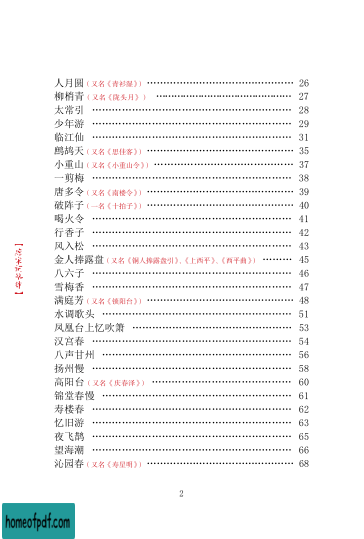 人月圆（又名《青衫湿》） …………………………………… 26
柳梢青（又名《陇头月》） …………………………………… 27
太常引 …………………………………… 28
少年游 …………………………………… 29
临江仙 …………………………………… 31
鹧鸪天（又名《思佳客》） …………………………………… 35
小重山（又名《小重山令》） …………………………………… 37
一剪梅 …………………………………… 38
唐多令（又名《南楼令》） …………………………………… 39
破阵子（一名《十拍子》） …………………………………… 40
喝火令 …………………………………… 41
行香子 …………………………………… 42
风入松 …………………………………… 43
金人捧露盘（又名《铜人捧露盘引》、《上西平》、《西平曲》） ……… 45
八六子 …………………………………… 46
雪梅香 …………………………………… 47
满庭芳（又名《锁阳台》） …………………………………… 48
水调歌头 …………………………………… 51
凤凰台上忆吹箫 …………………………………… 53
汉宫春 …………………………………… 54
八声甘州 …………………………………… 56
扬州慢 …………………………………… 58
高阳台（又名《庆春泽》） …………………………………… 60
锦堂春慢 …………………………………… 61
寿楼春 …………………………………… 62
忆旧游 …………………………………… 63
夜飞鹊 …………………………………… 65
望海潮 …………………………………… 66
沁园春（又名《寿星明》） …………………………………… 68
2
homeofpdf.com